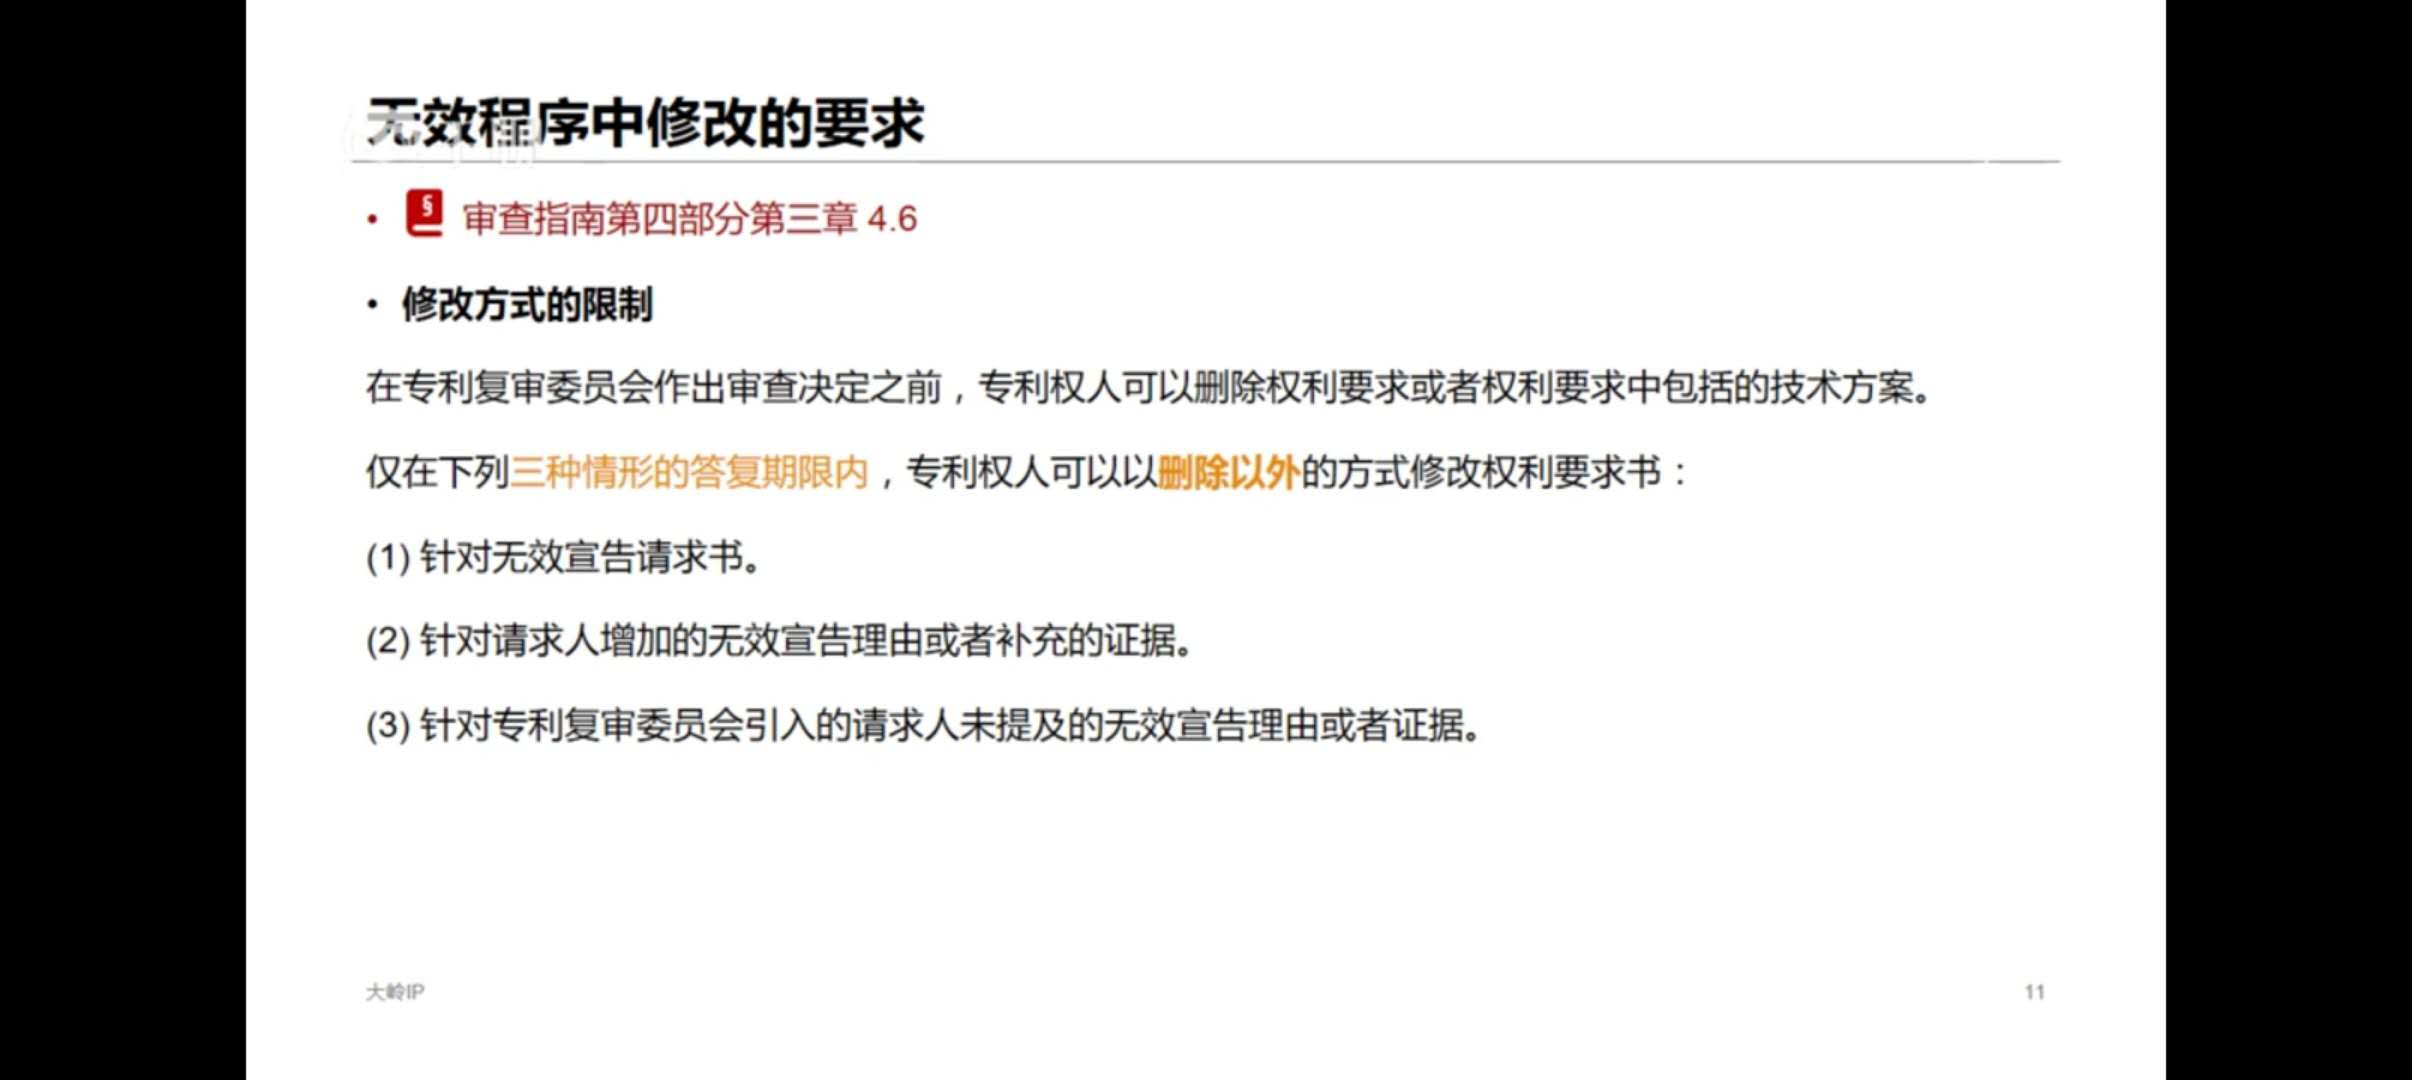 无效程序中修改的要求
• § 审查指南第四部分第三章 4.6
• 修改方式的限制
在专利复审委员会作出审查决定之前，专利权人可以删除权利要求或者权利要求中包括的技术方案。
仅在下列三种情形的答复期限内，专利权人可以以删除以外的方式修改权利要求书：
(1) 针对无效宣告请求书。
(2) 针对请求人增加的无效宣告理由或者补充的证据。
(3) 针对专利复审委员会引入的请求人未提及的无效宣告理由或者证据。
大岭IP
11